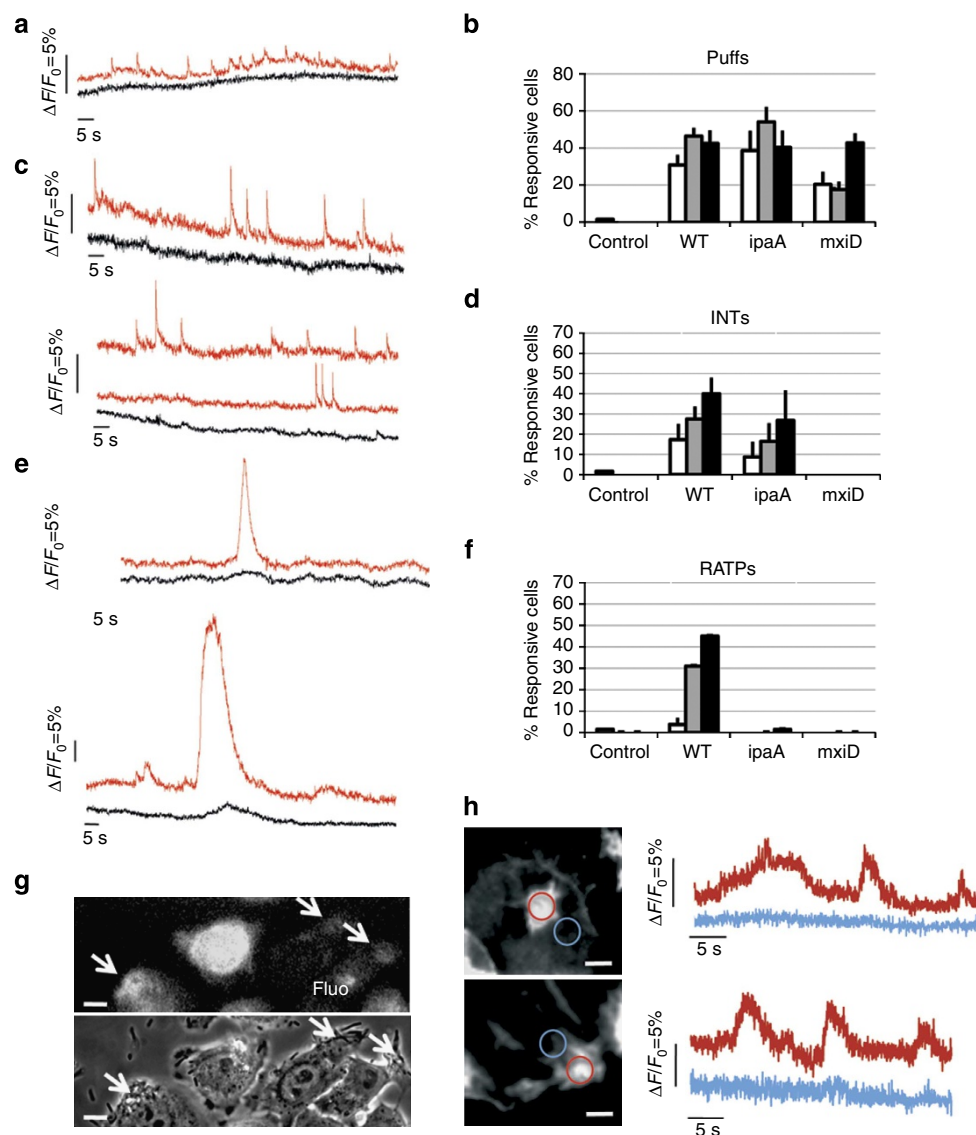 a
ΔF/F0=5%
5 s
b
Puffs
% Responsive cells
80
60
40
20
0
Control WT ipaA mxiD
c
ΔF/F0=5%
5 s
ΔF/F0=5%
5 s
d
INTs
% Responsive cells
70
60
50
40
30
20
10
0
Control WT ipaA mxiD
e
ΔF/F0=5%
5 s
ΔF/F0=5%
5 s
f
RATPs
% Responsive cells
70
60
50
40
30
20
10
0
Control WT ipaA mxiD
g
Fluo
h
ΔF/F0=5%
5 s
ΔF/F0=5%
5 s